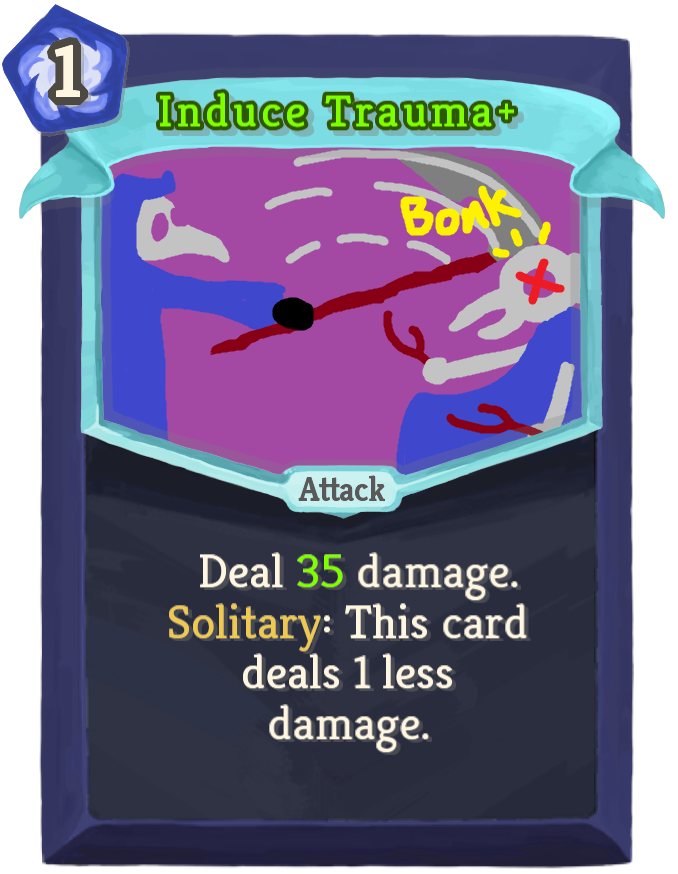 1
Induce Trauma+
Bonk
Attack
Deal 35 damage.
Solitary: This card
deals 1 less
damage.